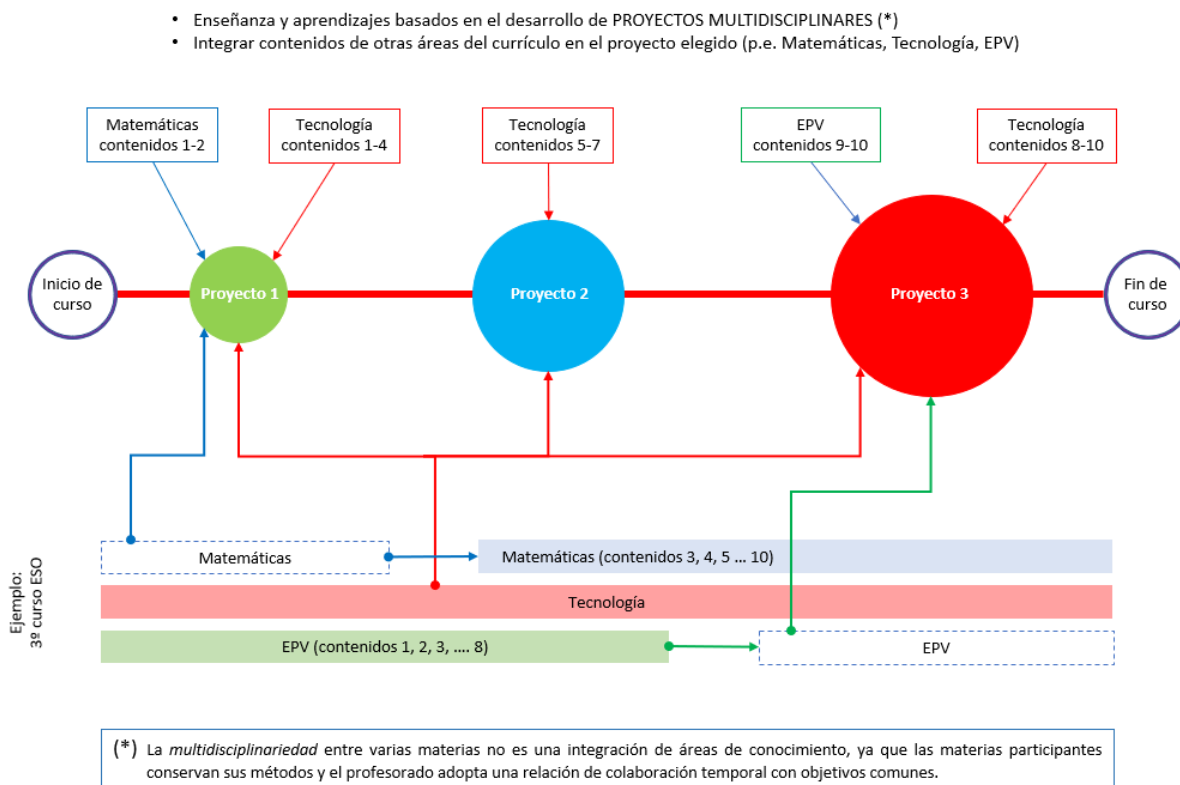 • Enseñanza y aprendizajes basados en el desarrollo de PROYECTOS MULTIDISCIPLINARES (*)
• Integrar contenidos de otras áreas del currículo en el proyecto elegido (p.e. Matemáticas, Tecnología, EPV)
Matemáticas
contenidos 1-2
Tecnología
contenidos 1-4
Tecnología
contenidos 5-7
EPV
contenidos 9-10
Tecnología
contenidos 8-10
Inicio de
curso
Proyecto 1
Proyecto 2
Proyecto 3
Fin de
curso
Ejemplo:
3º curso ESO
Matemáticas
Matemáticas (contenidos 3, 4, 5 ... 10)
Tecnología
EPV (contenidos 1, 2, 3, .... 8)
EPV
(*) La multidisciplinariedad entre varias materias no es una integración de áreas de conocimiento, ya que las materias participantes
conservan sus métodos y el profesorado adopta una relación de colaboración temporal con objetivos comunes.